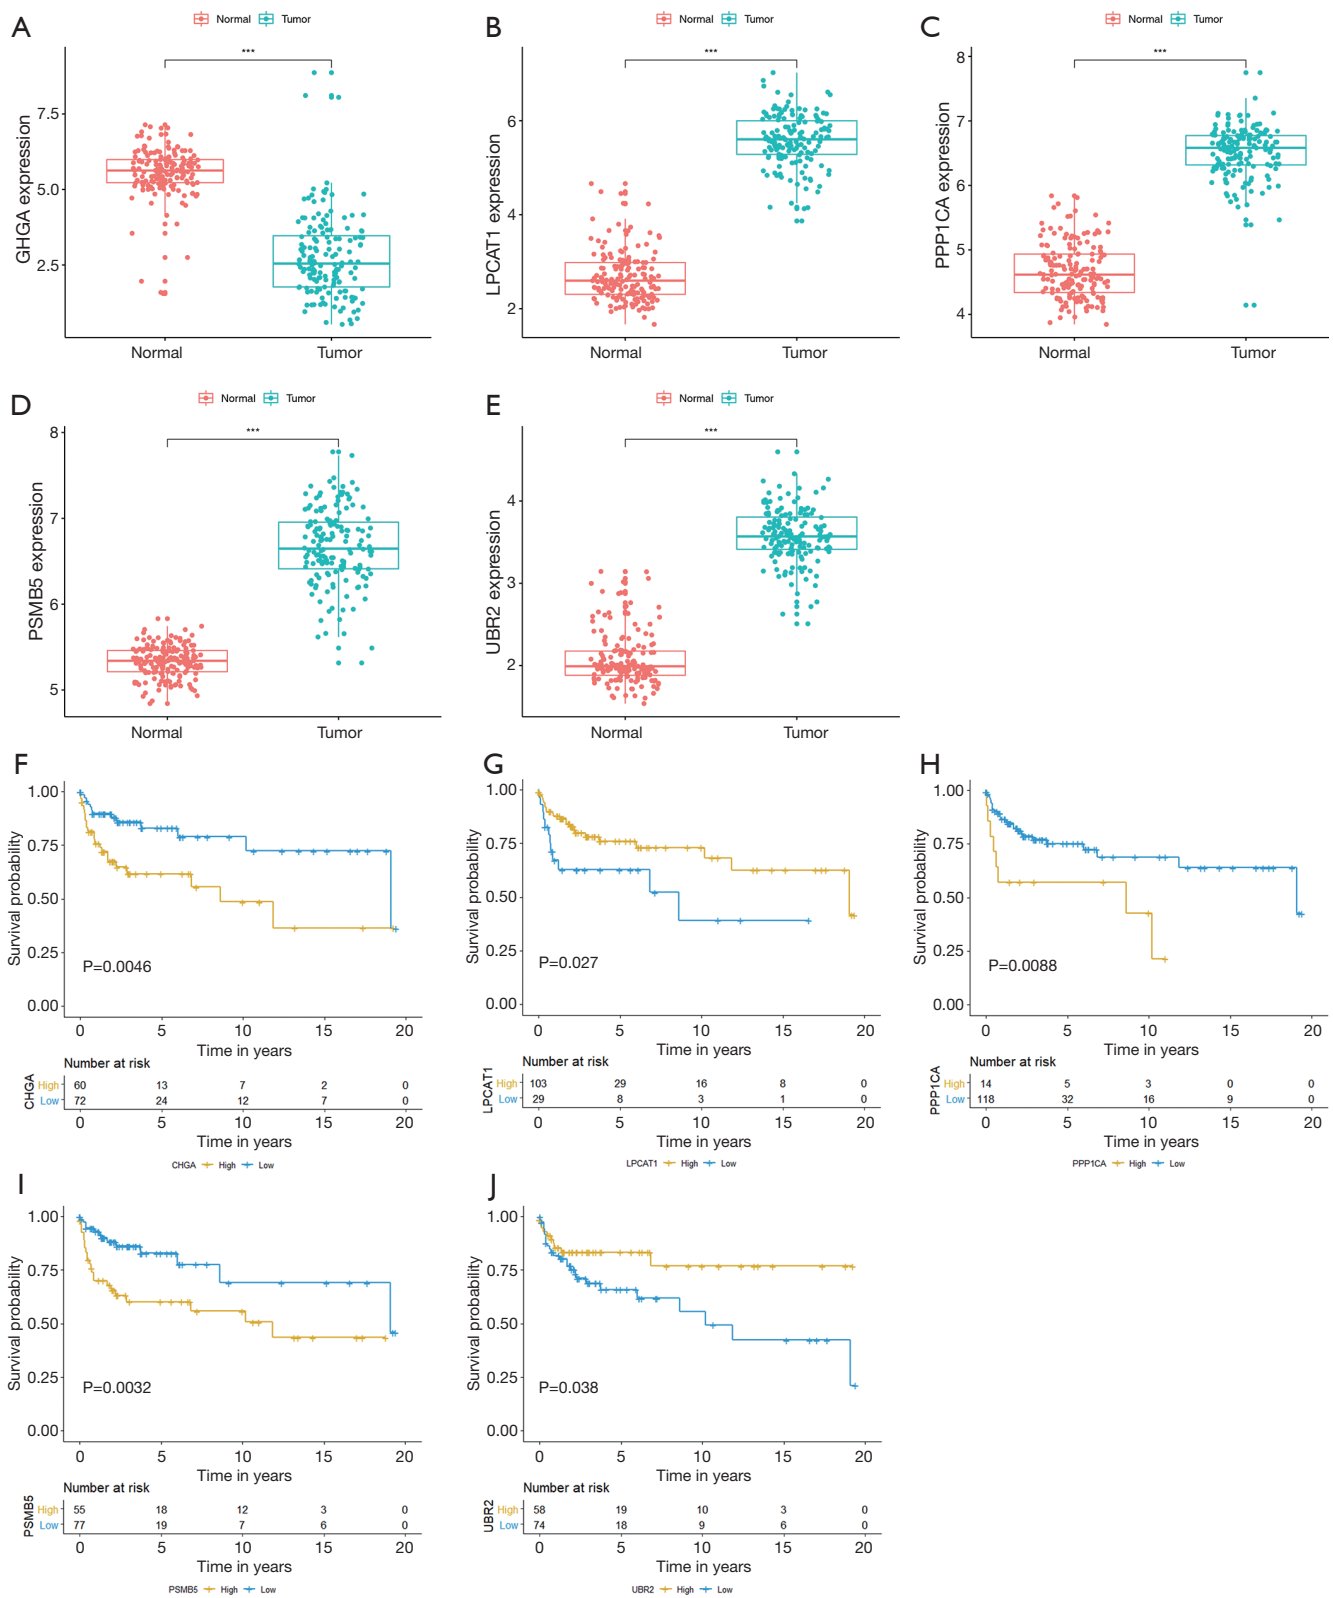 A
Normal Tumor
***
GHGA expression
7.5
5.0
2.5
Normal Tumor
B
Normal Tumor
***
LPCAT1 expression
6
4
2
Normal Tumor
C
Normal Tumor
***
PPP1CA expression
8
7
6
5
4
Normal Tumor
D
Normal Tumor
***
PSMB5 expression
8
7
6
5
Normal Tumor
E
Normal Tumor
***
UBR2 expression
4
3
2
Normal Tumor
F
Survival probability
1.00
0.75
0.50
0.25
0.00
P=0.0046
0 5 10 15 20
Time in years
Number at risk
CHGA
High 60 13 7 2 0
Low 72 24 12 7 0
0 5 10 15 20
Time in years
CHGA High Low
G
Survival probability
1.00
0.75
0.50
0.25
0.00
P=0.027
0 5 10 15 20
Time in years
Number at risk
LPCAT1
High 103 29 16 8 0
Low 29 8 3 1 0
0 5 10 15 20
Time in years
LPCAT1 High Low
H
Survival probability
1.00
0.75
0.50
0.25
0.00
P=0.0088
0 5 10 15 20
Time in years
Number at risk
PPP1CA
High 14 5 3 0 0
Low 118 32 16 9 0
0 5 10 15 20
Time in years
PPP1CA High Low
I
Survival probability
1.00
0.75
0.50
0.25
0.00
P=0.0032
0 5 10 15 20
Time in years
Number at risk
PSMB5
High 55 18 12 3 0
Low 77 19 7 6 0
0 5 10 15 20
Time in years
PSMB5 High Low
J
Survival probability
1.00
0.75
0.50
0.25
0.00
P=0.038
0 5 10 15 20
Time in years
Number at risk
UBR2
High 58 19 10 3 0
Low 74 18 9 6 0
0 5 10 15 20
Time in years
UBR2 High Low